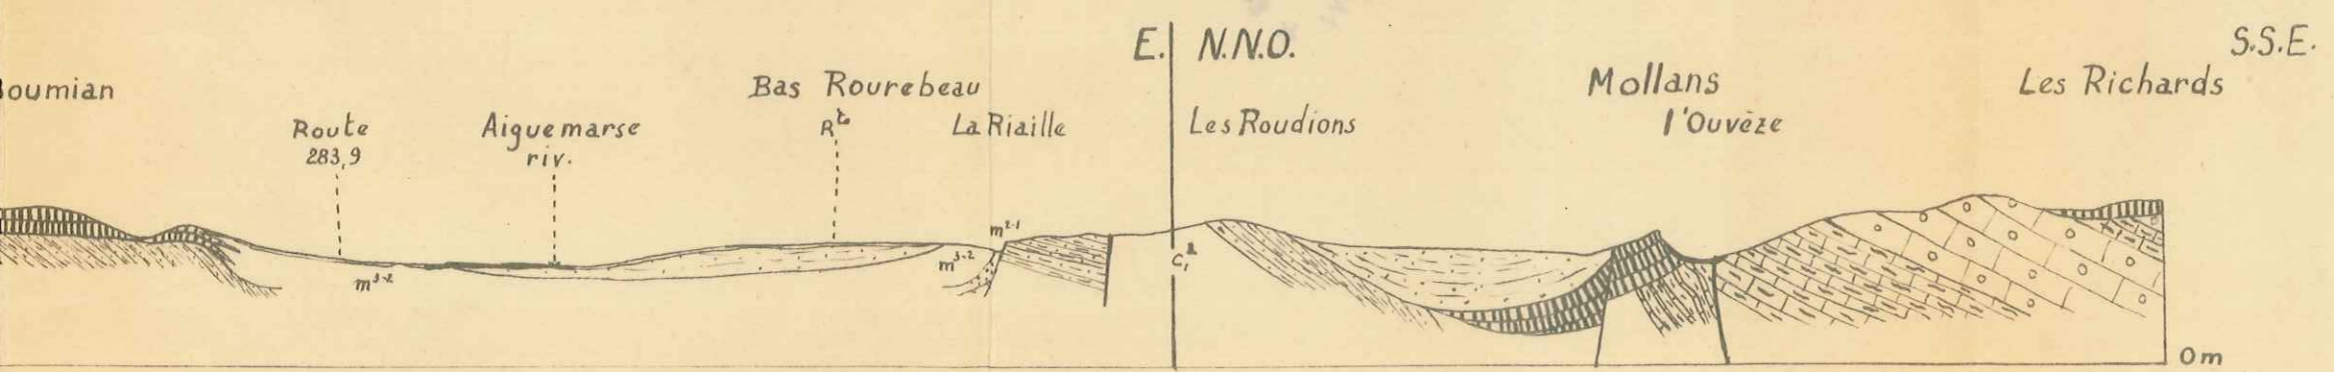 E. N.N.O.
S.S.E.
oumian
Bas Rourebeau
Mollans
Les Richards
Route
283,9
Aiguemarse
riv.
Rt
La Riaille
Les Roudions
l'Ouvèze
m2-1
m3-2
m3-2
0m